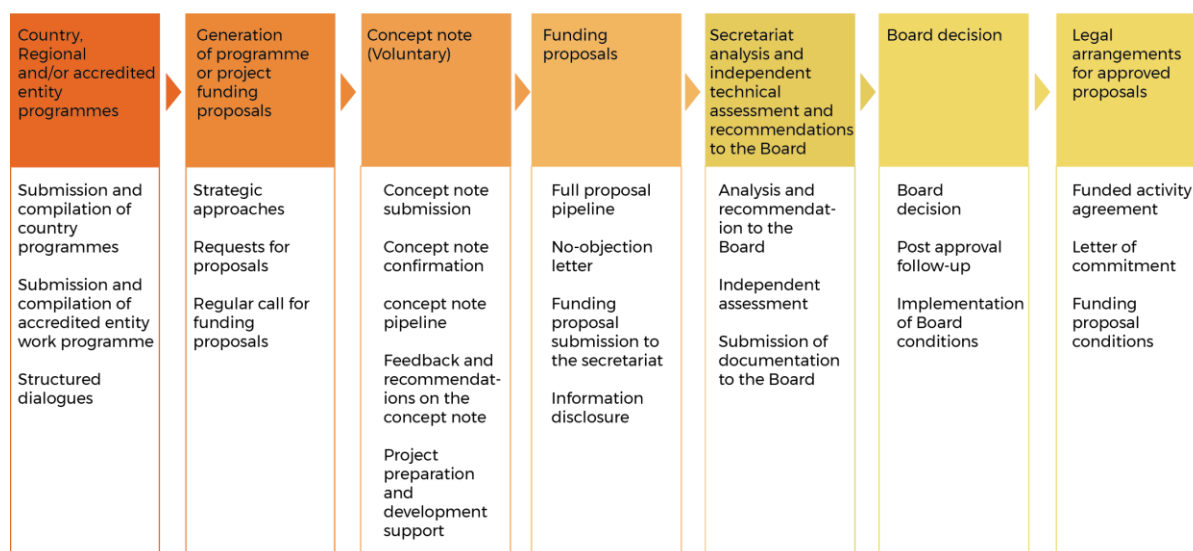 Country,
Regional
and/or accredited
entity
programmes
Generation
of programme
or project
funding
proposals
Concept note
(Voluntary)
Funding
proposals
Secretariat
analysis and
independent
technical
assessment and
recommendations
to the Board
Board decision
Legal
arrangements
for approved
proposals
Submission and
compilation of
country
programmes
Submission and
compilation of
accredited entity
work programme
Structured
dialogues
Strategic
approaches
Requests for
proposals
Regular call for
funding
proposals
Concept note
submission
Concept note
confirmation
concept note
pipeline
Feedback and
recommendat-
ions on the
concept note
Project
preparation
and
development
support
Full proposal
pipeline
No-objection
letter
Funding
proposal
submission to
the secretariat
Information
disclosure
Analysis and
recommendat-
ion to the
Board
Independent
assessment
Submission of
documentation
to the Board
Board
decision
Post approval
follow-up
Implementation
of Board
conditions
Funded activity
agreement
Letter of
commitment
Funding
proposal
conditions